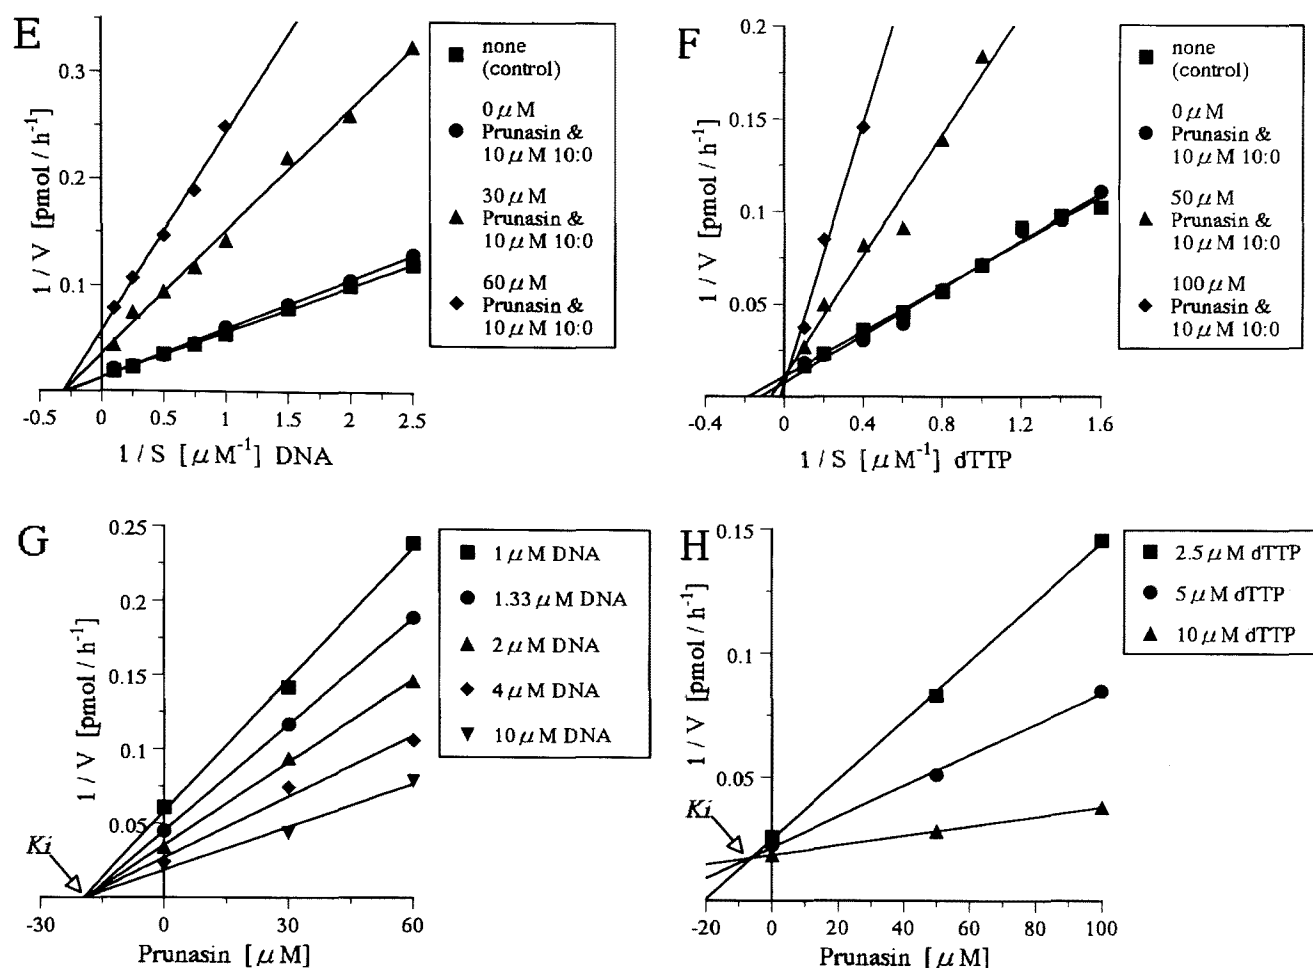 E
1 / V [pmol / h⁻¹]
0.3
0.2
0.1
0
-0.5 0 0.5 1.0 1.5 2.0 2.5
1 / S [μM⁻¹] DNA
none
(control)
0 μM
Prunasin &
10 μM 10:0
30 μM
Prunasin &
10 μM 10:0
60 μM
Prunasin &
10 μM 10:0
F
1 / V [pmol / h⁻¹]
0.2
0.15
0.1
0.05
0
-0.4 0 0.4 0.8 1.2 1.6
1 / S [μM⁻¹] dTTP
none
(control)
0 μM
Prunasin &
10 μM 10:0
50 μM
Prunasin &
10 μM 10:0
100 μM
Prunasin &
10 μM 10:0
G
1 / V [pmol / h⁻¹]
0.25
0.2
0.15
0.1
0.05
Ki
-30 0 30 60
Prunasin [μM]
1 μM DNA
1.33 μM DNA
2 μM DNA
4 μM DNA
10 μM DNA
H
1 / V [pmol / h⁻¹]
0.15
0.1
0.05
Ki
-20 0 20 40 60 80 100
Prunasin [μM]
2.5 μM dTTP
5 μM dTTP
10 μM dTTP